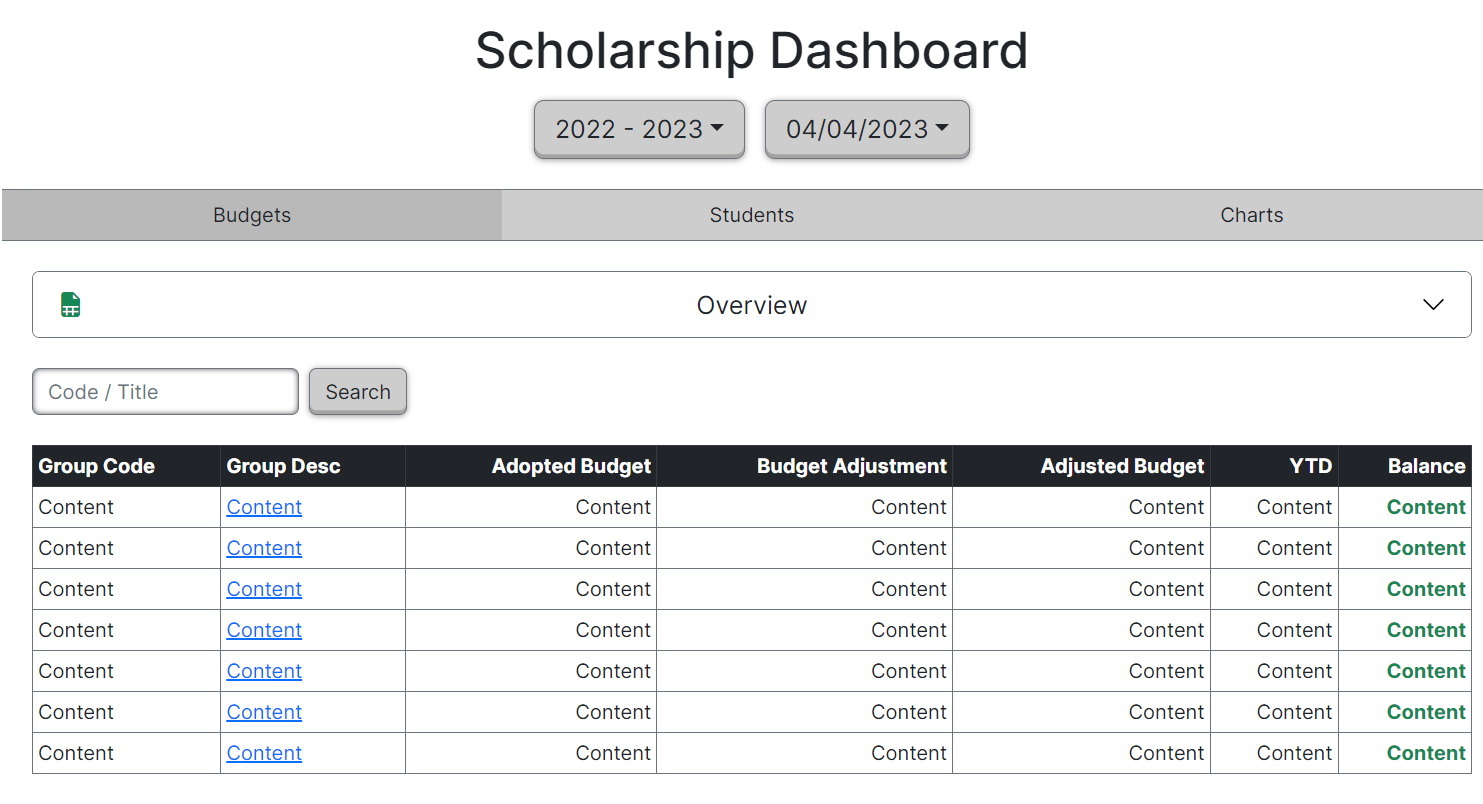 Scholarship Dashboard
2022 - 2023 04/04/2023
Budgets Students Charts
Overview
Code / Title Search
Group Code Group Desc Adopted Budget Budget Adjustment Adjusted Budget YTD Balance
Content Content Content Content Content Content Content
Content Content Content Content Content Content Content
Content Content Content Content Content Content Content
Content Content Content Content Content Content Content
Content Content Content Content Content Content Content
Content Content Content Content Content Content Content
Content Content Content Content Content Content Content